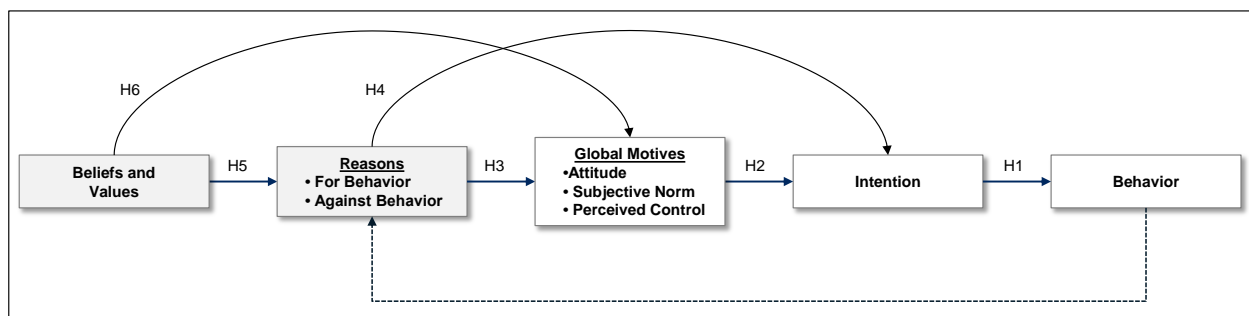 H6
H4
Beliefs and
Values
H5
Reasons
• For Behavior
• Against Behavior
H3
Global Motives
•Attitude
• Subjective Norm
• Perceived Control
H2
Intention
H1
Behavior